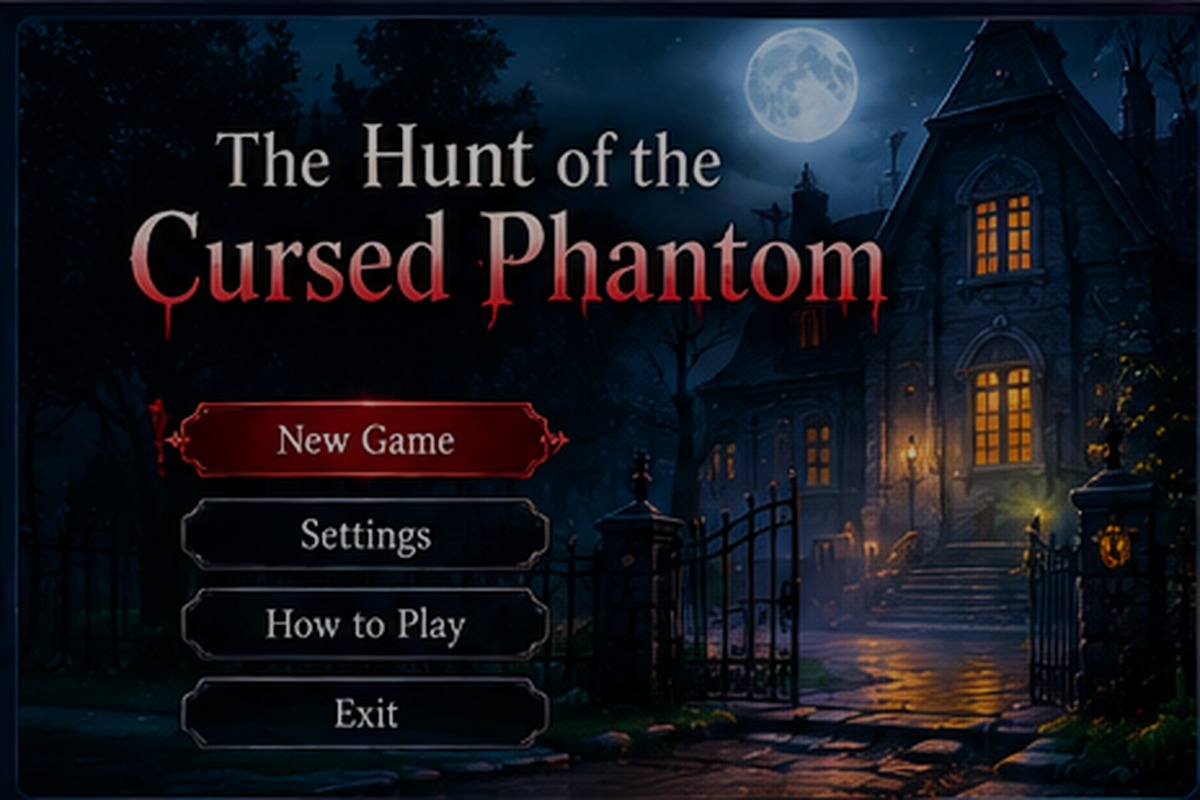 The Hunt of the
Cursed Phantom
New Game
Settings
How to Play
Exit